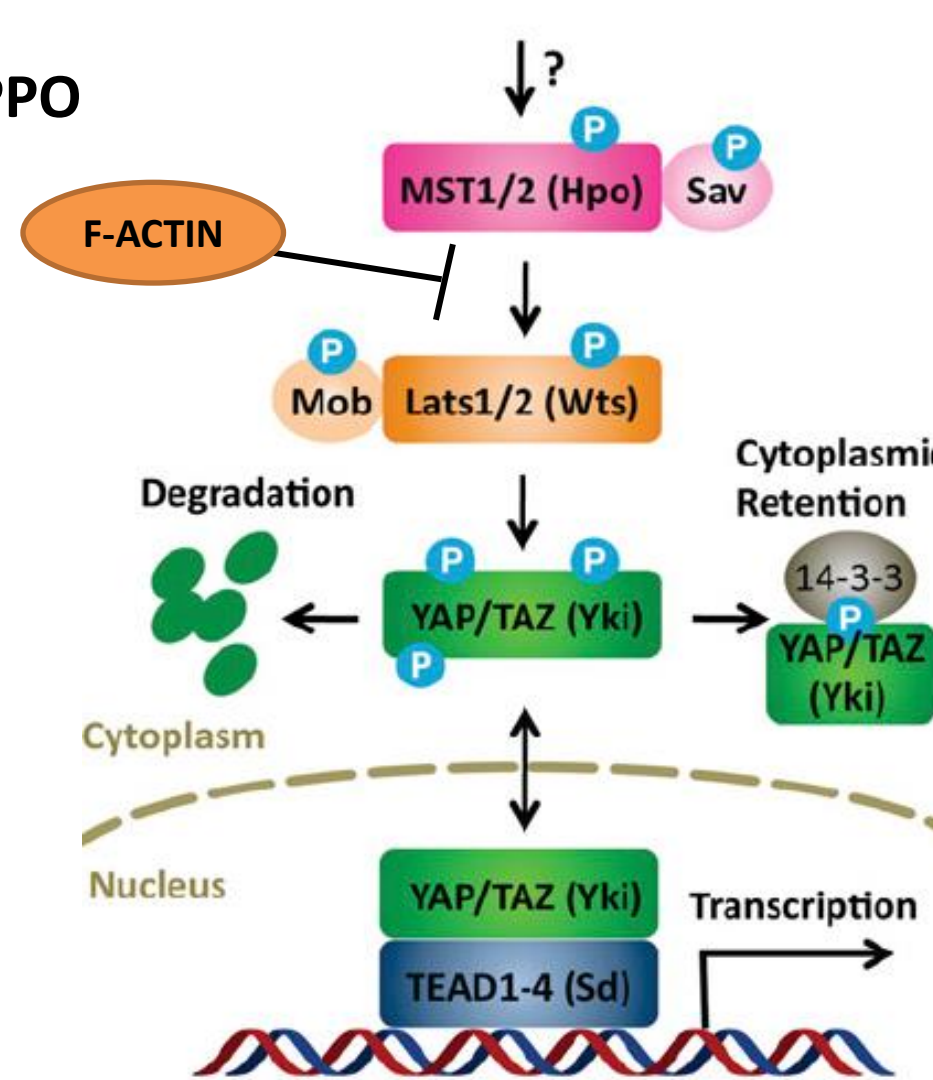 PPO
?
P
P
MST1/2 (Hpo)
Sav
F-ACTIN
P
P
Mob
Lats1/2 (Wts)
Cytoplasmic
Retention
Degradation
P
P
14-3-3
YAP/TAZ (Yki)
P
P
YAP/TAZ
(Yki)
Cytoplasm
Nucleus
YAP/TAZ (Yki)
Transcription
TEAD1-4 (Sd)